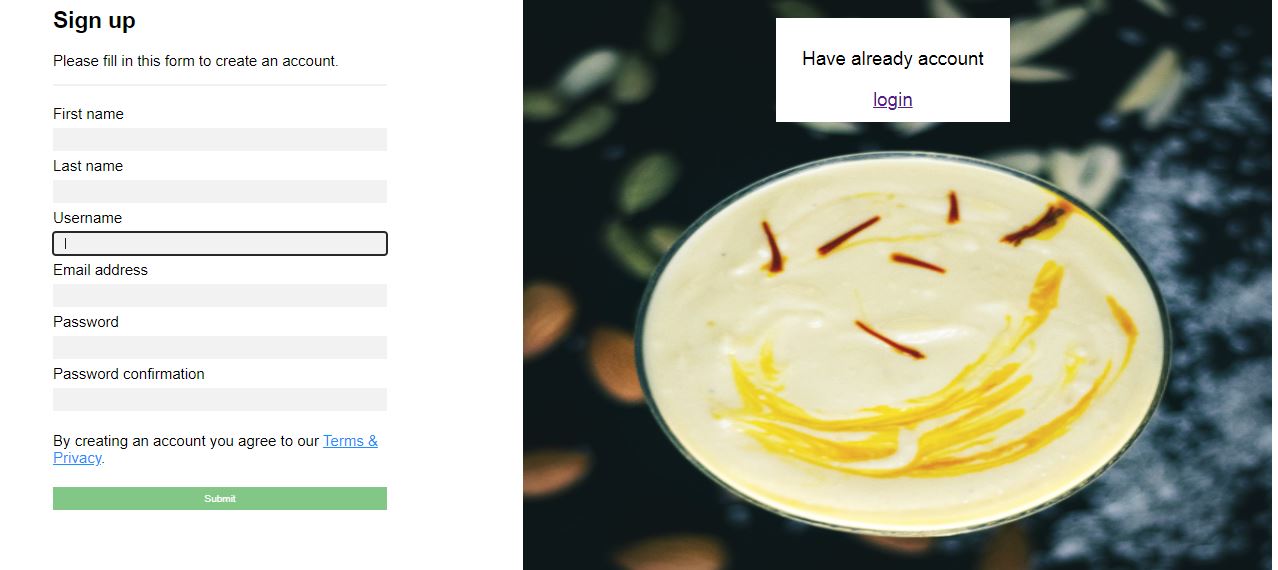 Sign up
Please fill in this form to create an account.
First name
Last name
Username
Email address
Password
Password confirmation
By creating an account you agree to our Terms &
Privacy.
Submit
Have already account
login